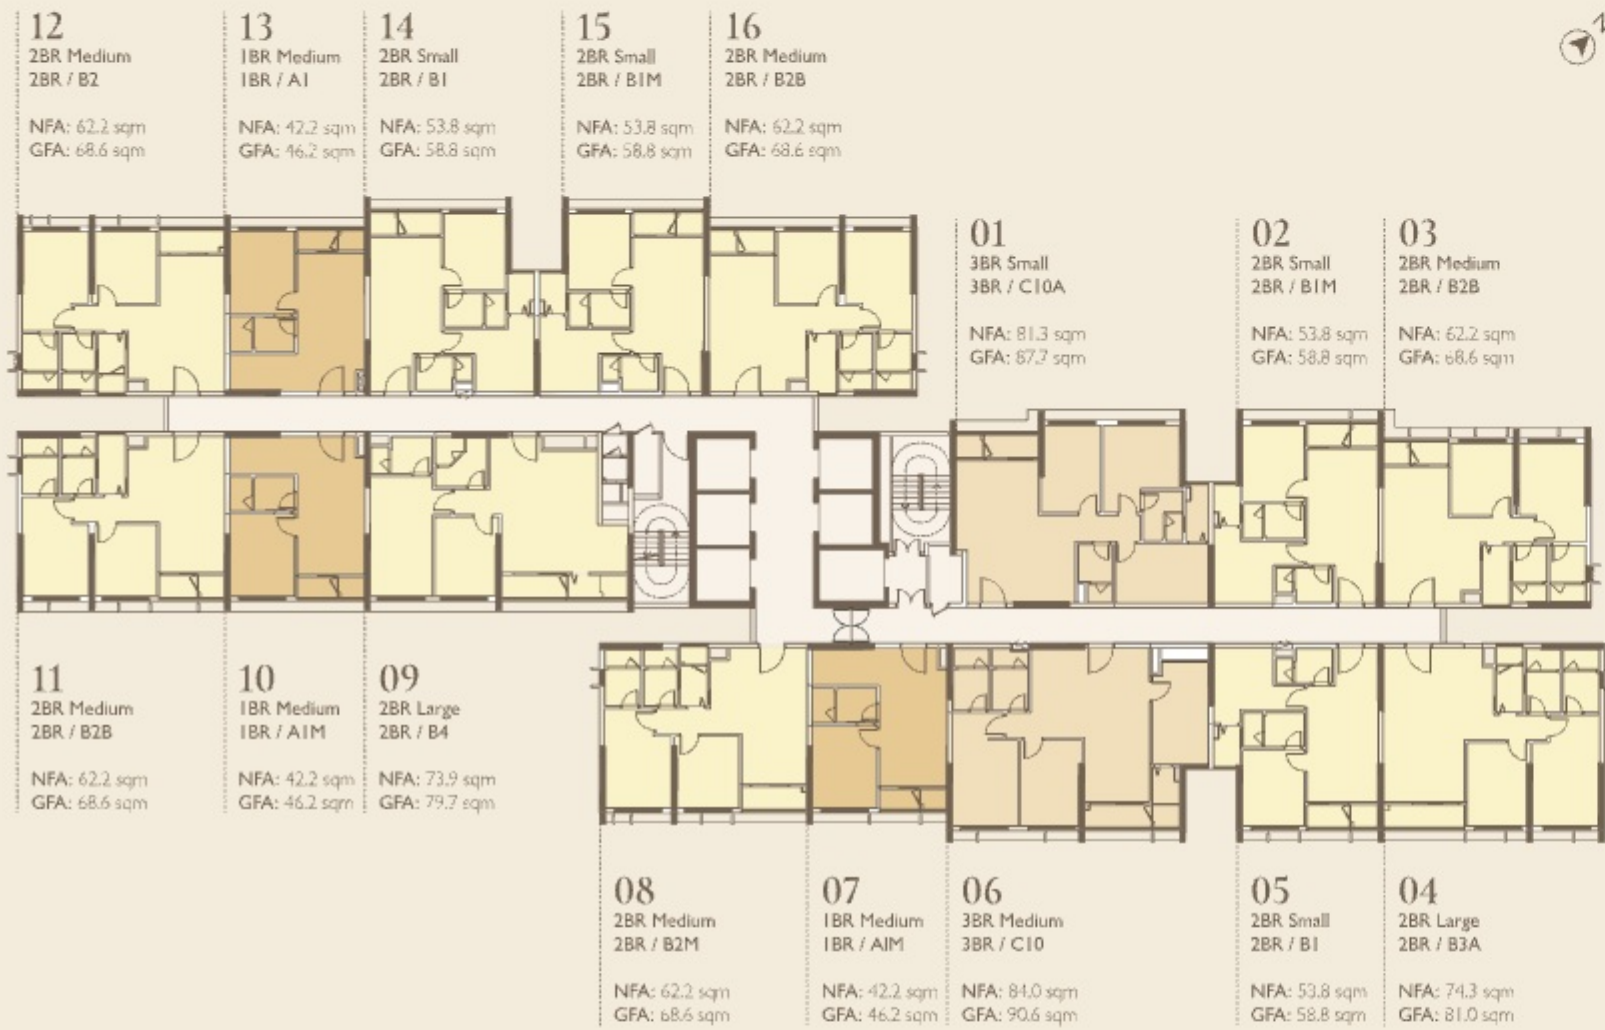 12
2BR Medium
2BR / B2
NFA: 62.2 sqm
GFA: 68.6 sqm
13
1BR Medium
1BR / A1
NFA: 42.2 sqm
GFA: 46.2 sqm
14
2BR Small
2BR / B1
NFA: 53.8 sqm
GFA: 58.8 sqm
15
2BR Small
2BR / B1M
NFA: 53.8 sqm
GFA: 58.8 sqm
16
2BR Medium
2BR / B2B
NFA: 62.2 sqm
GFA: 68.6 sqm
01
3BR Small
3BR / C10A
NFA: 81.3 sqm
GFA: 87.7 sqm
02
2BR Small
2BR / B1M
NFA: 53.8 sqm
GFA: 58.8 sqm
03
2BR Medium
2BR / B2B
NFA: 62.2 sqm
GFA: 68.6 sqm
11
2BR Medium
2BR / B2B
NFA: 62.2 sqm
GFA: 68.6 sqm
10
1BR Medium
1BR / A1M
NFA: 42.2 sqm
GFA: 46.2 sqm
09
2BR Large
2BR / B4
NFA: 73.9 sqm
GFA: 79.7 sqm
08
2BR Medium
2BR / B2M
NFA: 62.2 sqm
GFA: 68.6 sqm
07
1BR Medium
1BR / A1M
NFA: 42.2 sqm
GFA: 46.2 sqm
06
3BR Medium
3BR / C10
NFA: 84.0 sqm
GFA: 90.6 sqm
05
2BR Small
2BR / B1
NFA: 53.8 sqm
GFA: 58.8 sqm
04
2BR Large
2BR / B3A
NFA: 74.3 sqm
GFA: 81.0 sqm